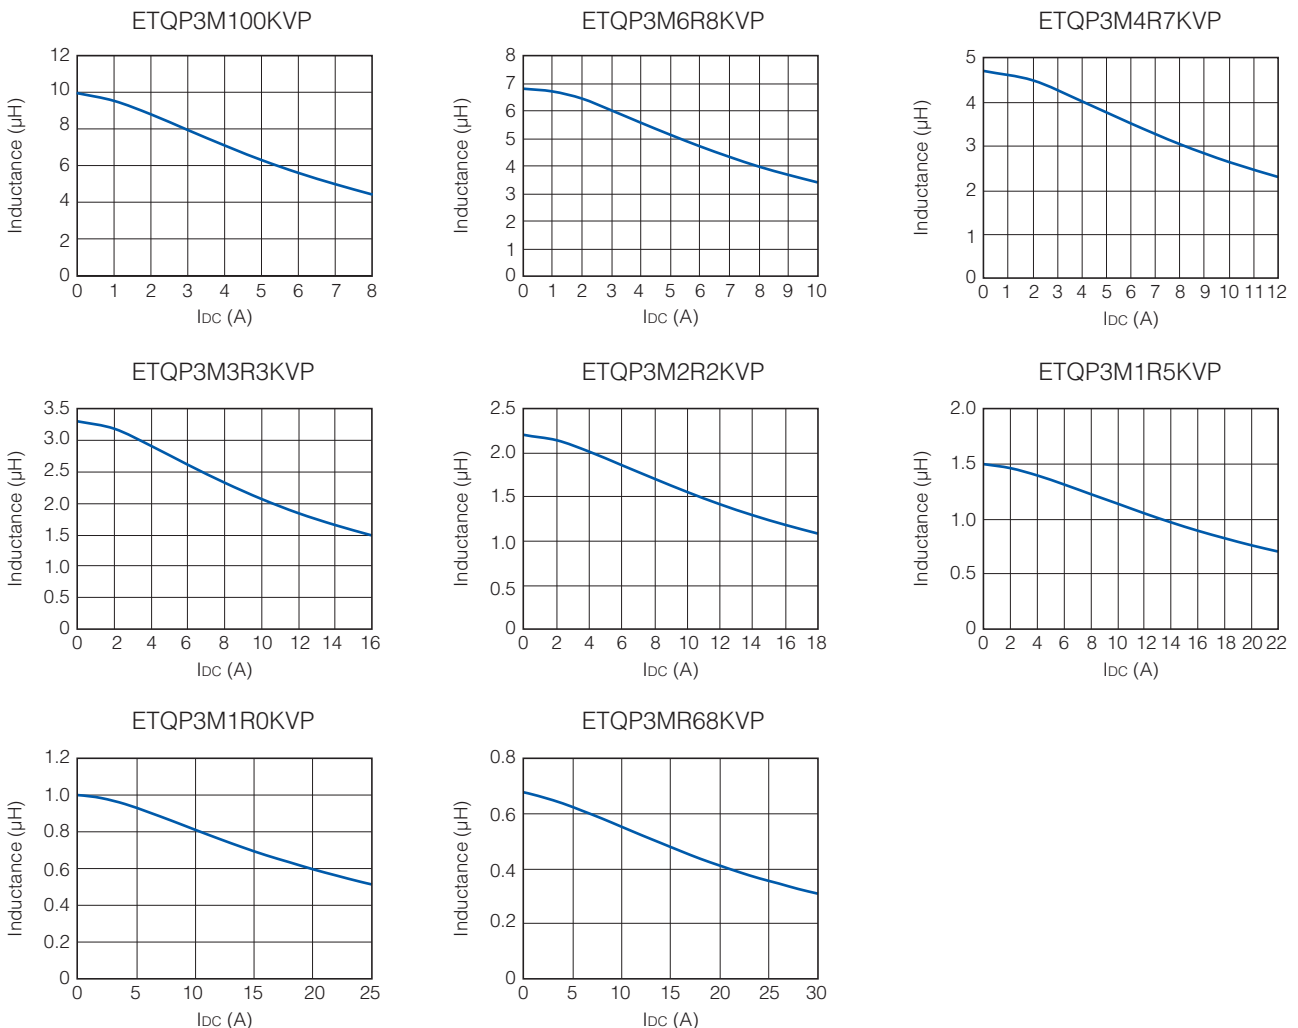 ETQP3M100KVP
Inductance (µH)
12
10
8
6
4
2
0
0 1 2 3 4 5 6 7 8
IDC (A)
ETQP3M6R8KVP
Inductance (µH)
8
7
6
5
4
3
2
1
0
0 1 2 3 4 5 6 7 8 9 10
IDC (A)
ETQP3M4R7KVP
Inductance (µH)
5
4
3
2
1
0
0 1 2 3 4 5 6 7 8 9 10 11 12
IDC (A)
ETQP3M3R3KVP
Inductance (µH)
3.5
3.0
2.5
2.0
1.5
1.0
0.5
0
0 2 4 6 8 10 12 14 16
IDC (A)
ETQP3M2R2KVP
Inductance (µH)
2.5
2.0
1.5
1.0
0.5
0
0 2 4 6 8 10 12 14 16 18
IDC (A)
ETQP3M1R5KVP
Inductance (µH)
2.0
1.5
1.0
0.5
0
0 2 4 6 8 10 12 14 16 18 20 22
IDC (A)
ETQP3M1R0KVP
Inductance (µH)
1.2
1.0
0.8
0.6
0.4
0.2
0
0 5 10 15 20 25
IDC (A)
ETQP3MR68KVP
Inductance (µH)
0.8
0.6
0.4
0.2
0
0 5 10 15 20 25 30
IDC (A)